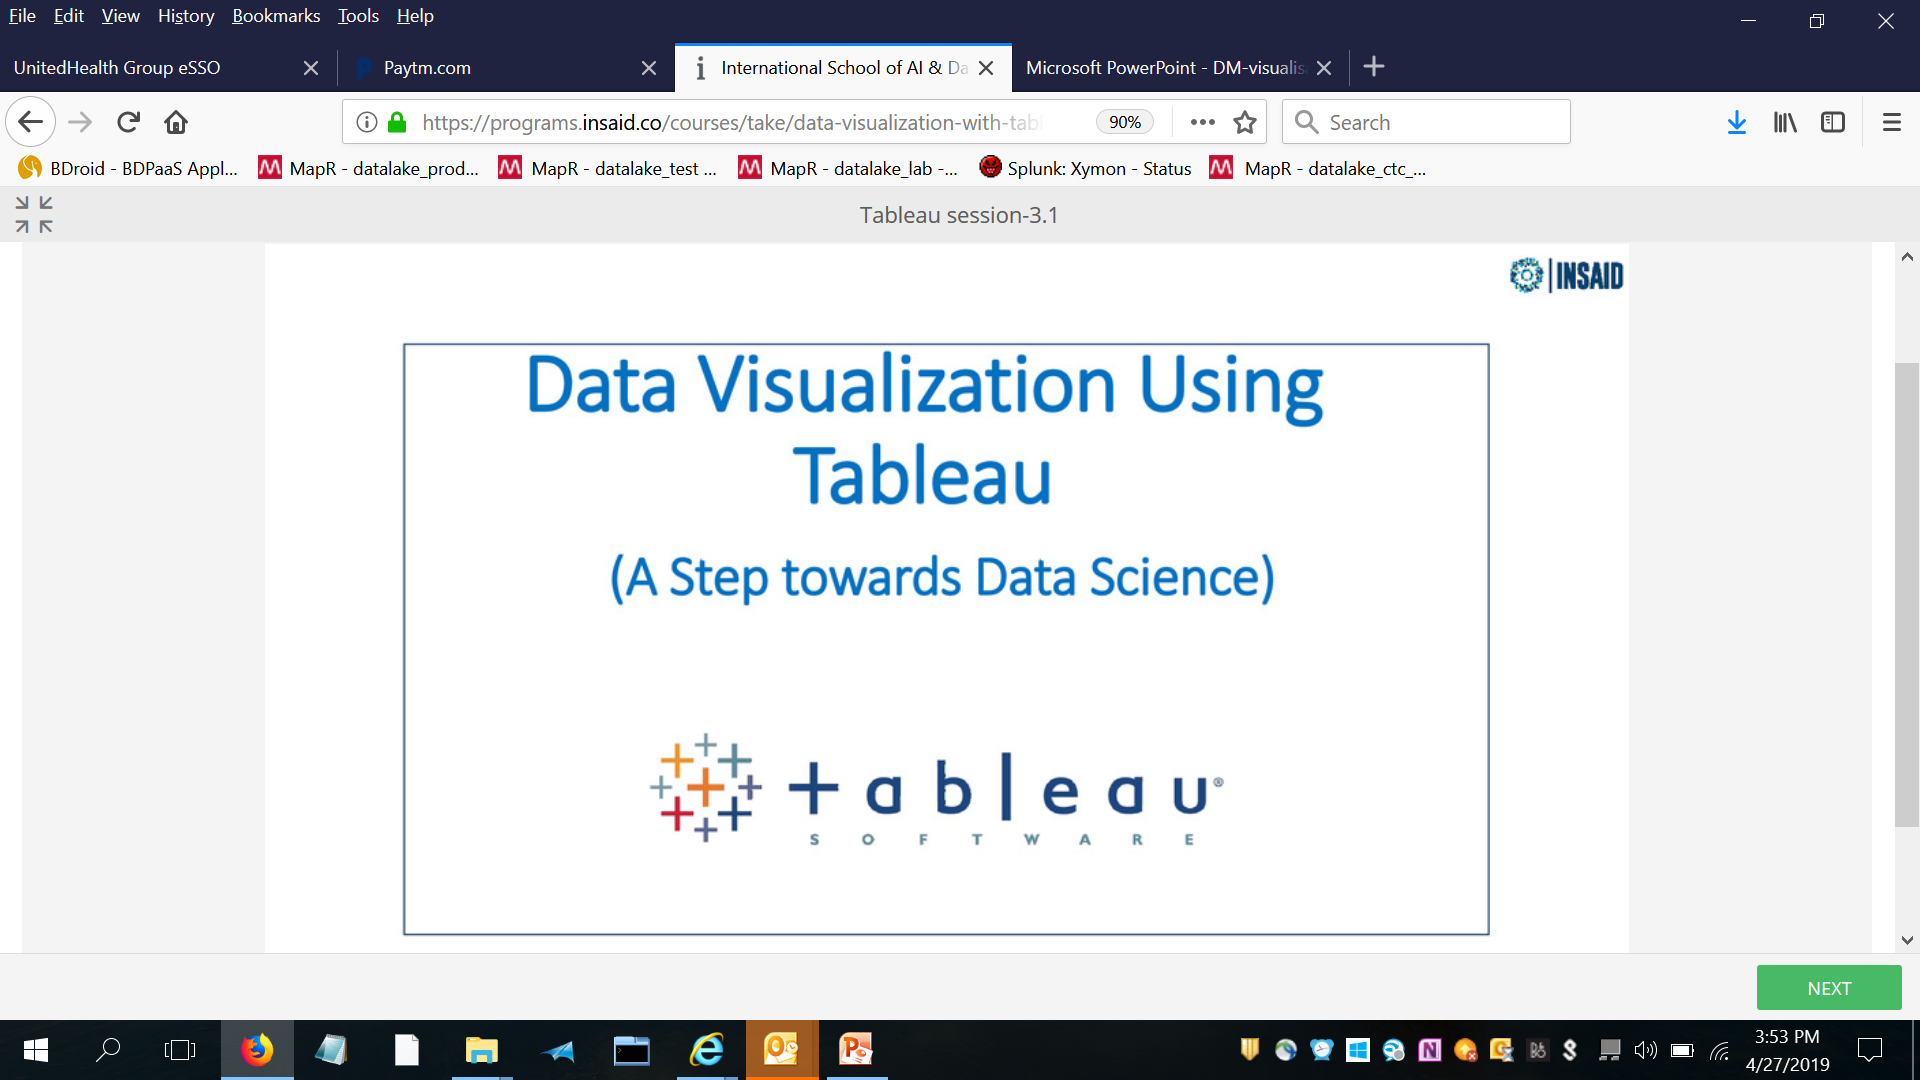 File Edit View History Bookmarks Tools Help
UnitedHealth Group eSSO
Paytm.com
International School of AI & Da
Microsoft PowerPoint - DM-visualis
https://programs.insaid.co/courses/take/data-visualization-with-tabl
90%
Search
BDroid - BDPaaS Appl...
MapR - datalake_prod...
MapR - datalake_test ...
MapR - datalake_lab -...
Splunk: Xymon - Status
MapR - datalake_ctc_...
Tableau session-3.1
INSAID
Data Visualization Using
Tableau
(A Step towards Data Science)
+ableau®
SOFTWARE
NEXT
3:53 PM
4/27/2019